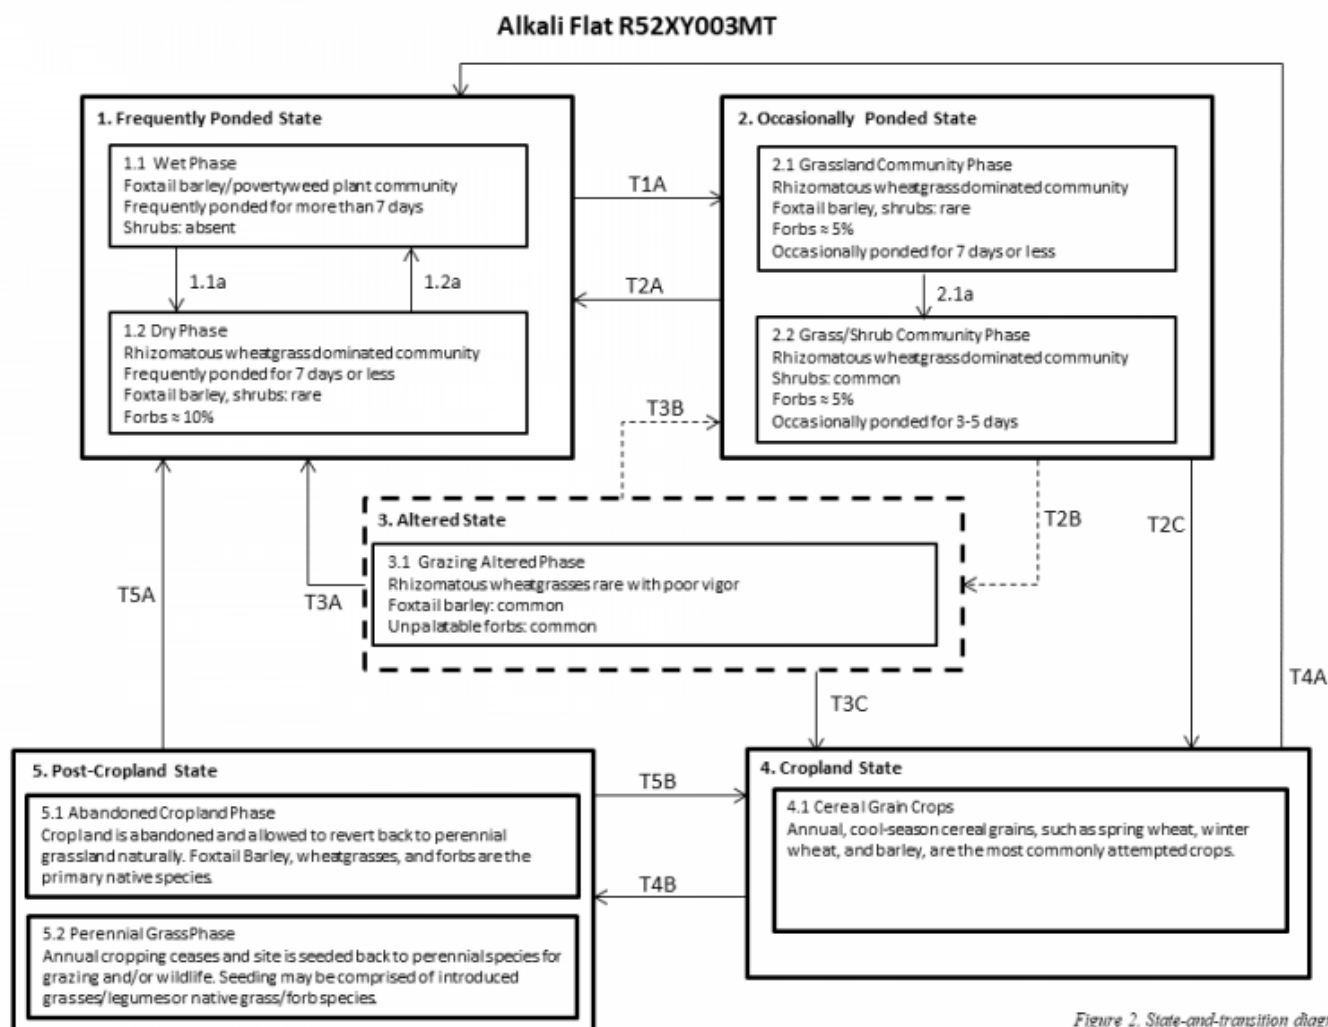 Alkali Flat R52XY003MT
1. Frequently Ponded State
1.1 Wet Phase
Foxtail barley/povertyweed plant community
Frequently ponded for more than 7 days
Shrubs: absent
1.1a
1.2a
1.2 Dry Phase
Rhizomatous wheatgrass dominated community
Frequently ponded for 7 days or less
Foxtail barley, shrubs: rare
Forbs ≈ 10%
T1A
T2A
2. Occasionally Ponded State
2.1 Grassland Community Phase
Rhizomatous wheatgrass dominated community
Foxtail barley, shrubs: rare
Forbs ≈ 5%
Occasionally ponded for 7 days or less
2.1a
2.2 Grass/Shrub Community Phase
Rhizomatous wheatgrass dominated community
Shrubs: common
Forbs ≈ 5%
Occasionally ponded for 3-5 days
T3B
T2B
T2C
3. Altered State
3.1 Grazing Altered Phase
Rhizomatous wheatgrasses rare with poor vigor
Foxtail barley: common
Unpalatable forbs: common
T5A
T3A
T3C
T4A
5. Post-Cropland State
5.1 Abandoned Cropland Phase
Cropland is abandoned and allowed to revert back to perennial
grassland naturally. Foxtail Barley, wheatgrasses, and forbs are the
primary native species.
5.2 Perennial Grass Phase
Annual cropping ceases and site is seeded back to perennial species for
grazing and/or wildlife. Seeding may be comprised of introduced
grasses/legumes or native grass/forb species.
T5B
T4B
4. Cropland State
4.1 Cereal Grain Crops
Annual, cool-season cereal grains, such as spring wheat, winter
wheat, and barley, are the most commonly attempted crops.
Figure 2. State-and-transition diagr